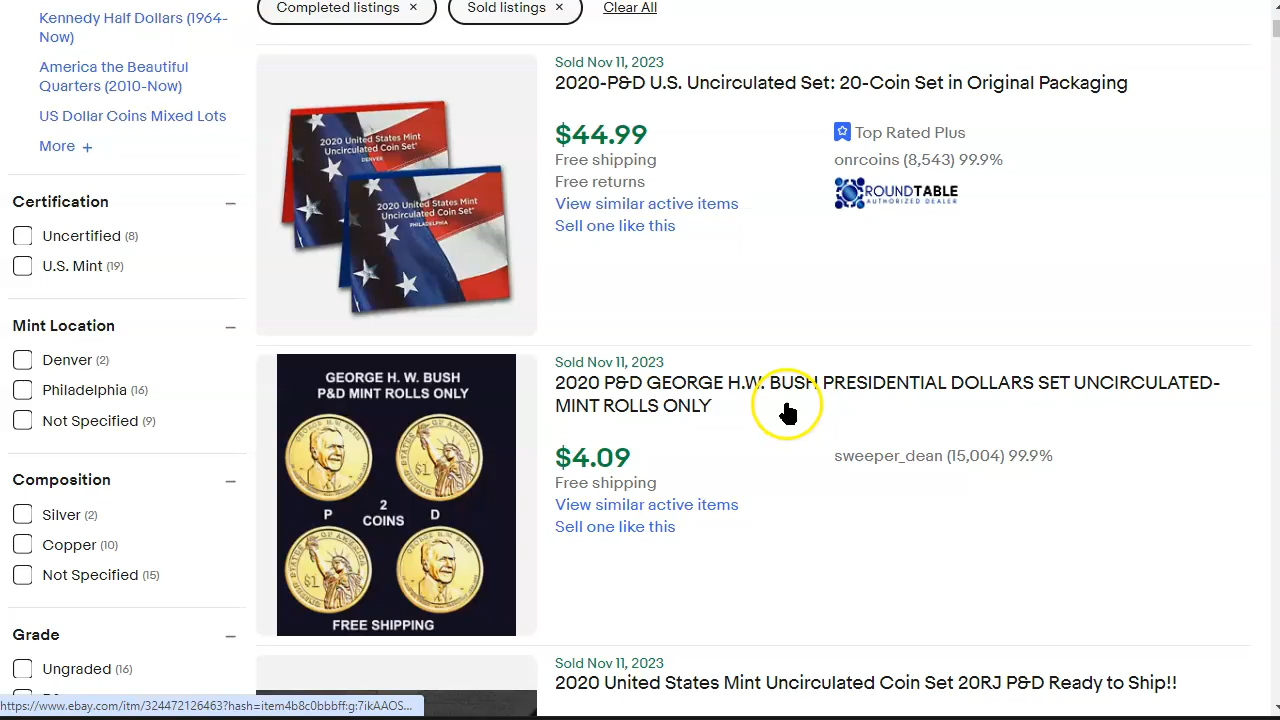 Completed listings ×
Sold listings ×
Clear All
Kennedy Half Dollars (1964-
Now)
America the Beautiful
Quarters (2010-Now)
US Dollar Coins Mixed Lots
More +
Certification
Uncertified (8)
U.S. Mint (19)
Mint Location
Denver (2)
Philadelphia (16)
Not Specified (9)
Composition
Silver (2)
Copper (10)
Not Specified (15)
Grade
Ungraded (16)
2020 United States Mint
Uncirculated Coin Set
DENVER
2020 United States Mint
Uncirculated Coin Set
PHILADELPHIA
Sold Nov 11, 2023
2020-P&D U.S. Uncirculated Set: 20-Coin Set in Original Packaging
$44.99
Free shipping
Free returns
View similar active items
Sell one like this
Top Rated Plus
onrcoins (8,543) 99.9%
ROUNDTABLE
AUTHORIZED DEALER
GEORGE H. W. BUSH
P&D MINT ROLLS ONLY
$1
P
2
COINS
D
$1
FREE SHIPPING
Sold Nov 11, 2023
2020 P&D GEORGE H.W. BUSH PRESIDENTIAL DOLLARS SET UNCIRCULATED-
MINT ROLLS ONLY
$4.09
Free shipping
View similar active items
Sell one like this
sweeper_dean (15,004) 99.9%
Sold Nov 11, 2023
2020 United States Mint Uncirculated Coin Set 20RJ P&D Ready to Ship!!
https://www.ebay.com/itm/324472126463?hash=item4b8c0bbbff:g:7ikAAOS...